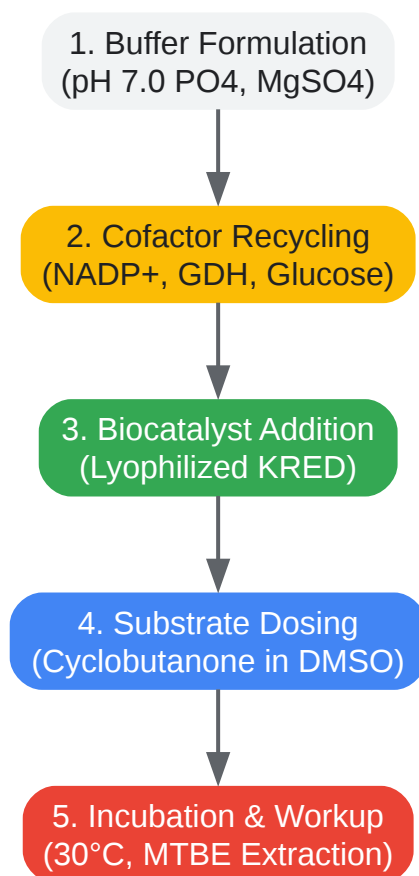 1. Buffer Formulation
(pH 7.0 PO4, MgSO4)
2. Cofactor Recycling
(NADP+, GDH, Glucose)
3. Biocatalyst Addition
(Lyophilized KRED)
4. Substrate Dosing
(Cyclobutanone in DMSO)
5. Incubation & Workup
(30°C, MTBE Extraction)